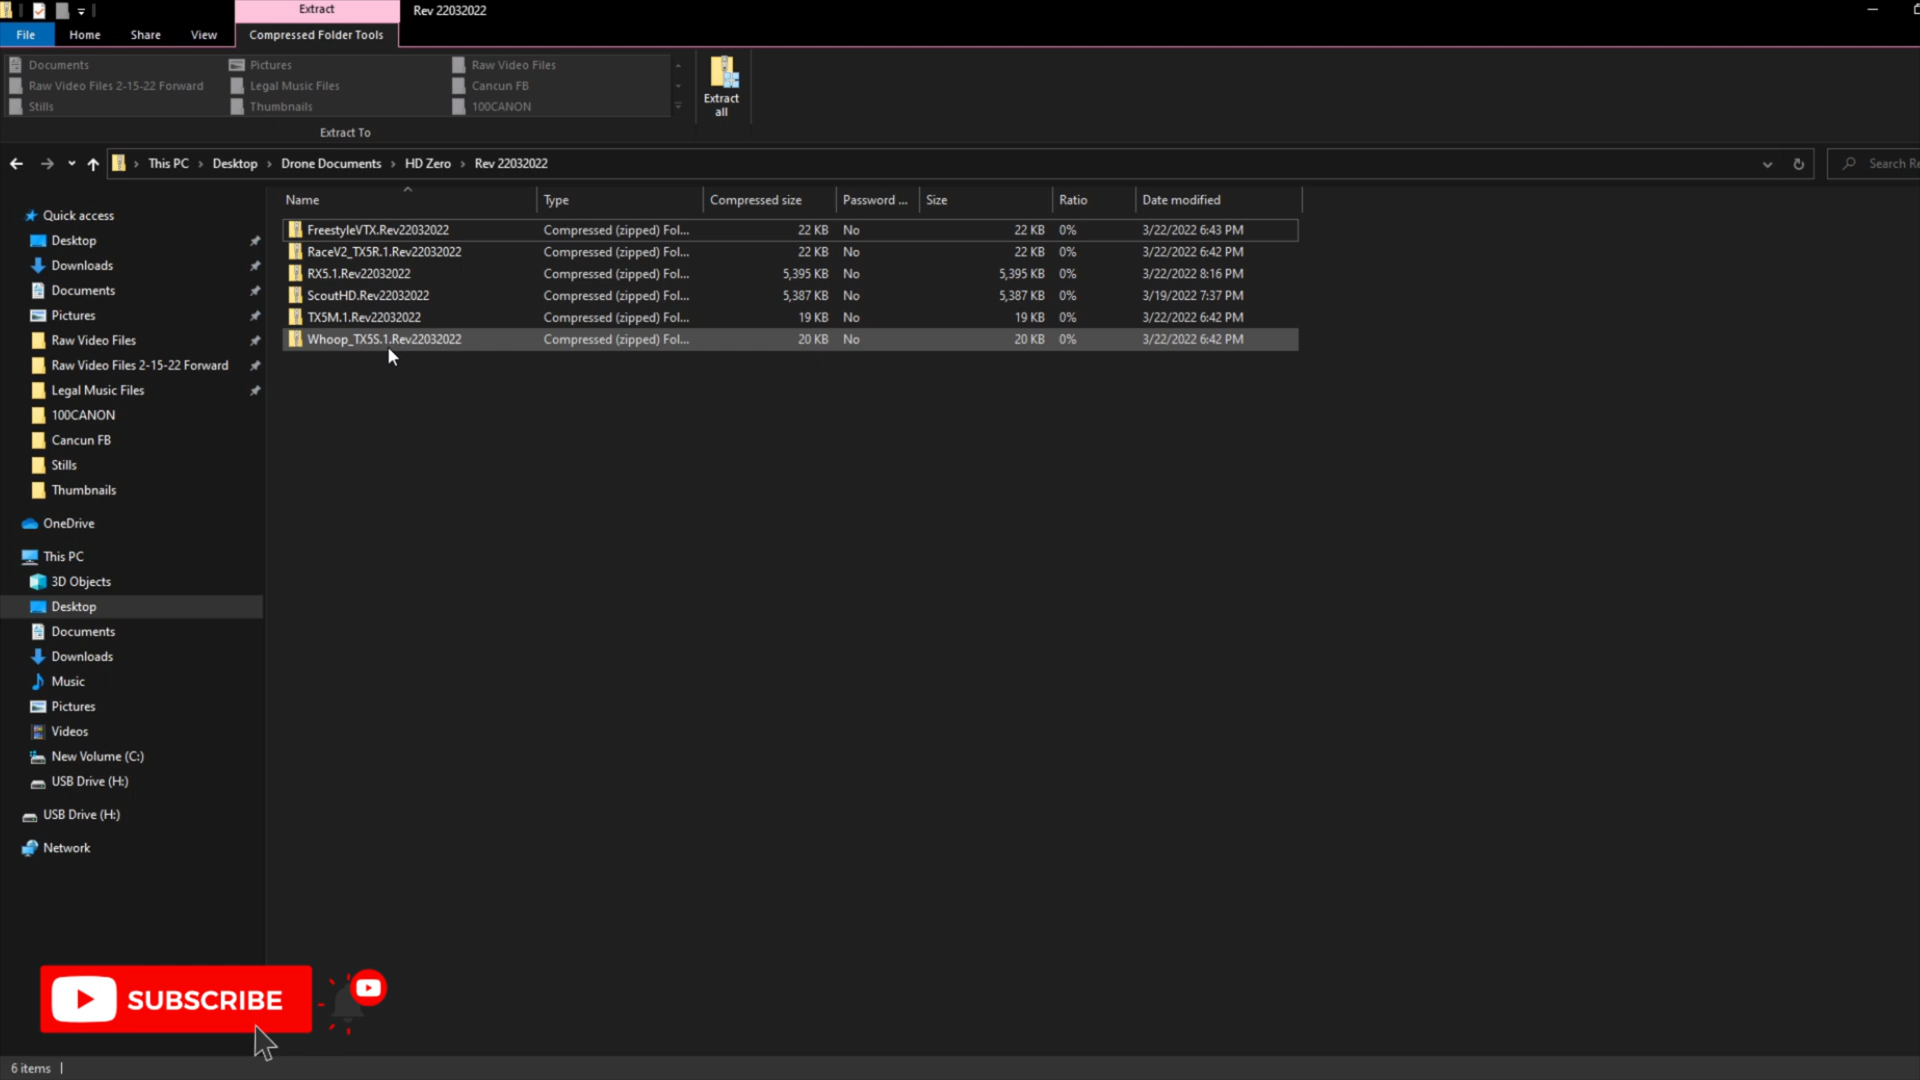 Extract
Rev 22032022
File
Home
Share
View
Compressed Folder Tools
Documents
Pictures
Raw Video Files
Raw Video Files 2-15-22 Forward
Legal Music Files
Cancun FB
Stills
Thumbnails
100CANON
Extract all
Extract To
This PC > Desktop > Drone Documents > HD Zero > Rev 22032022
Search Re
Name
Type
Compressed size
Password ...
Size
Ratio
Date modified
FreestyleVTX.Rev22032022 Compressed (zipped) Fol... 22 KB No 22 KB 0% 3/22/2022 6:43 PM
RaceV2_TX5R.1.Rev22032022 Compressed (zipped) Fol... 22 KB No 22 KB 0% 3/22/2022 6:42 PM
RX5.1.Rev22032022 Compressed (zipped) Fol... 5,395 KB No 5,395 KB 0% 3/22/2022 8:16 PM
ScoutHD.Rev22032022 Compressed (zipped) Fol... 5,387 KB No 5,387 KB 0% 3/19/2022 7:37 PM
TX5M.1.Rev22032022 Compressed (zipped) Fol... 19 KB No 19 KB 0% 3/22/2022 6:42 PM
Whoop_TX5S.1.Rev22032022 Compressed (zipped) Fol... 20 KB No 20 KB 0% 3/22/2022 6:42 PM
Quick access
Desktop
Downloads
Documents
Pictures
Raw Video Files
Raw Video Files 2-15-22 Forward
Legal Music Files
100CANON
Cancun FB
Stills
Thumbnails
OneDrive
This PC
3D Objects
Desktop
Documents
Downloads
Music
Pictures
Videos
New Volume (C:)
USB Drive (H:)
USB Drive (H:)
Network
SUBSCRIBE
6 items